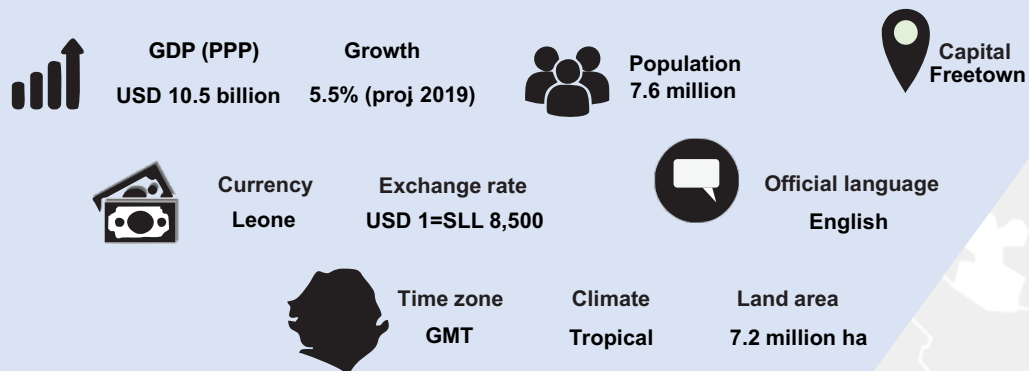 GDP (PPP)
USD 10.5 billion
Growth
5.5% (proj. 2019)
Population
7.6 million
Capital
Freetown
Currency
Leone
Exchange rate
USD 1=SLL 8,500
Official language
English
Time zone
GMT
Climate
Tropical
Land area
7.2 million ha